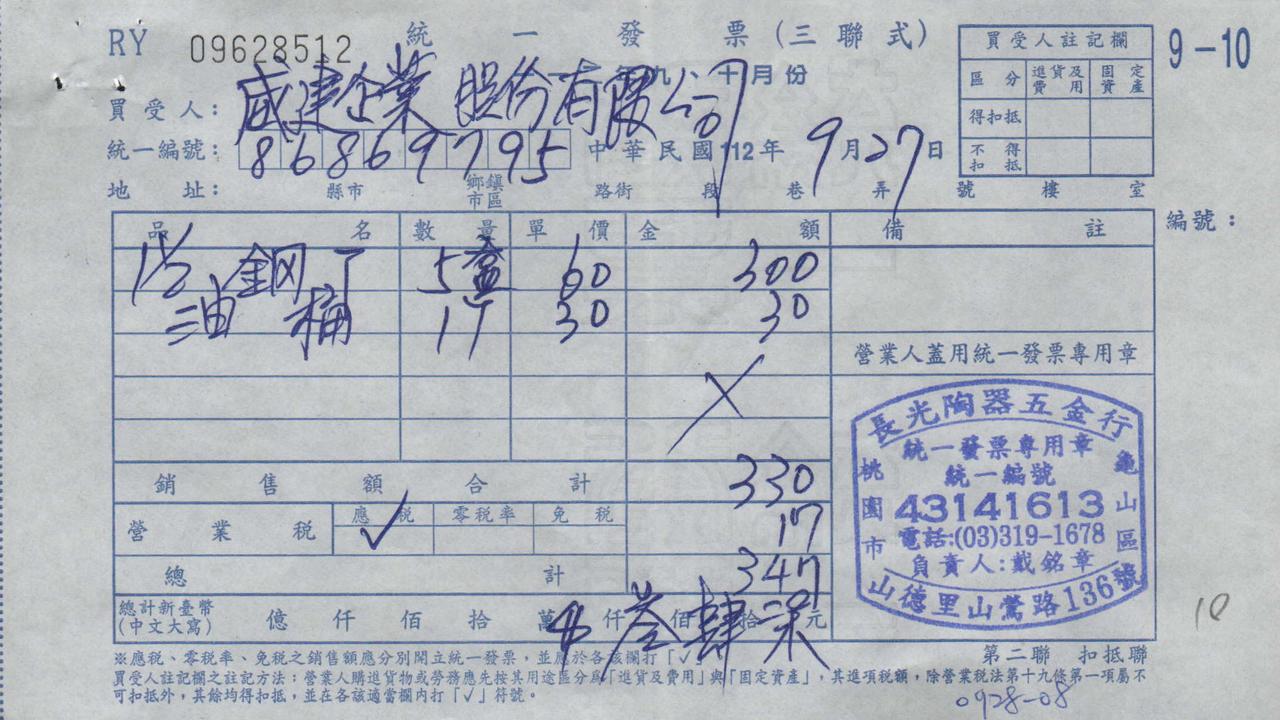 RY 09628512 統一發票(三聯式)
九、十月份
9-10
買受人註記欄
區分 進貨及費用 固定資產
得扣抵
不得扣抵
買受人: 威建企業股份有限公司
統一編號: 86869795 中華民國112年9月27日
地址: 縣市 鄉鎮市區 路街 段 巷 弄 號 樓 室
品名 數量 單價 金額 備註
編號:
1½鋼丁 5盒 60 300
油桶 1丁 30 30
營業人蓋用統一發票專用章
銷售額合計 330
營業稅 應稅 ✓ 零稅率 免稅 17
總計 347
總計新臺幣(中文大寫) 億仟佰拾萬仟佰拾元
叁肆柒
長光陶器五金行
統一發票專用章
統一編號
43141613
電話:(03)319-1678
負責人:戴銘章
桃園市
龜山區
山德里山鶯路136號
10
第二聯 扣抵聯
※應稅、零稅率、免稅之銷售額應分別開立統一發票,並應於各該欄打「✓」
買受人註記欄之註記方法:營業人購進貨物或勞務應先按其用途區分為「進貨及費用」與「固定資產」,其進項稅額,除營業稅法第十九條第一項屬不
可扣抵外,其餘均得扣抵,並在各該適當欄內打「✓」符號。
0928-08